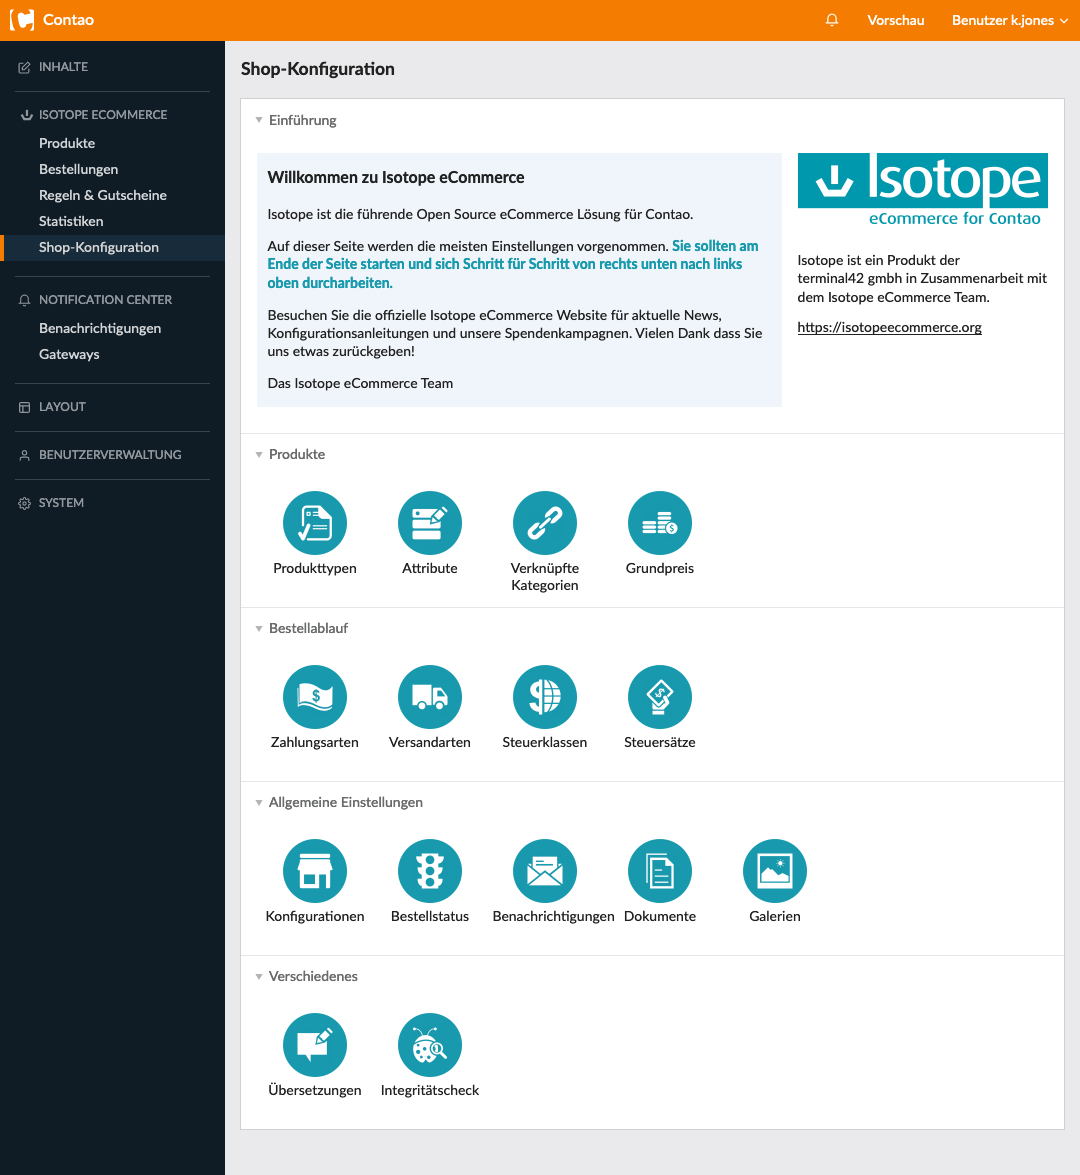 Contao
Vorschau
Benutzer k.jones
INHALTE
ISOTOPE ECOMMERCE
Produkte
Bestellungen
Regeln & Gutscheine
Statistiken
Shop-Konfiguration
NOTIFICATION CENTER
Benachrichtigungen
Gateways
LAYOUT
BENUTZERVERWALTUNG
SYSTEM
Shop-Konfiguration
Einführung
Willkommen zu Isotope eCommerce
Isotope ist die führende Open Source eCommerce Lösung für Contao.
Auf dieser Seite werden die meisten Einstellungen vorgenommen. Sie sollten am
Ende der Seite starten und sich Schritt für Schritt von rechts unten nach links
oben durcharbeiten.
Besuchen Sie die offizielle Isotope eCommerce Website für aktuelle News,
Konfigurationsanleitungen und unsere Spendenkampagnen. Vielen Dank dass Sie
uns etwas zurückgeben!
Das Isotope eCommerce Team
Isotope
eCommerce for Contao
Isotope ist ein Produkt der
terminal42 gmbh in Zusammenarbeit mit
dem Isotope eCommerce Team.
https://isotopeecommerce.org
Produkte
Produkttypen
Attribute
Verknüpfte
Kategorien
Grundpreis
Bestellablauf
Zahlungsarten
Versandarten
Steuerklassen
Steuersätze
Allgemeine Einstellungen
Konfigurationen
Bestellstatus
Benachrichtigungen
Dokumente
Galerien
Verschiedenes
Übersetzungen
Integritätscheck